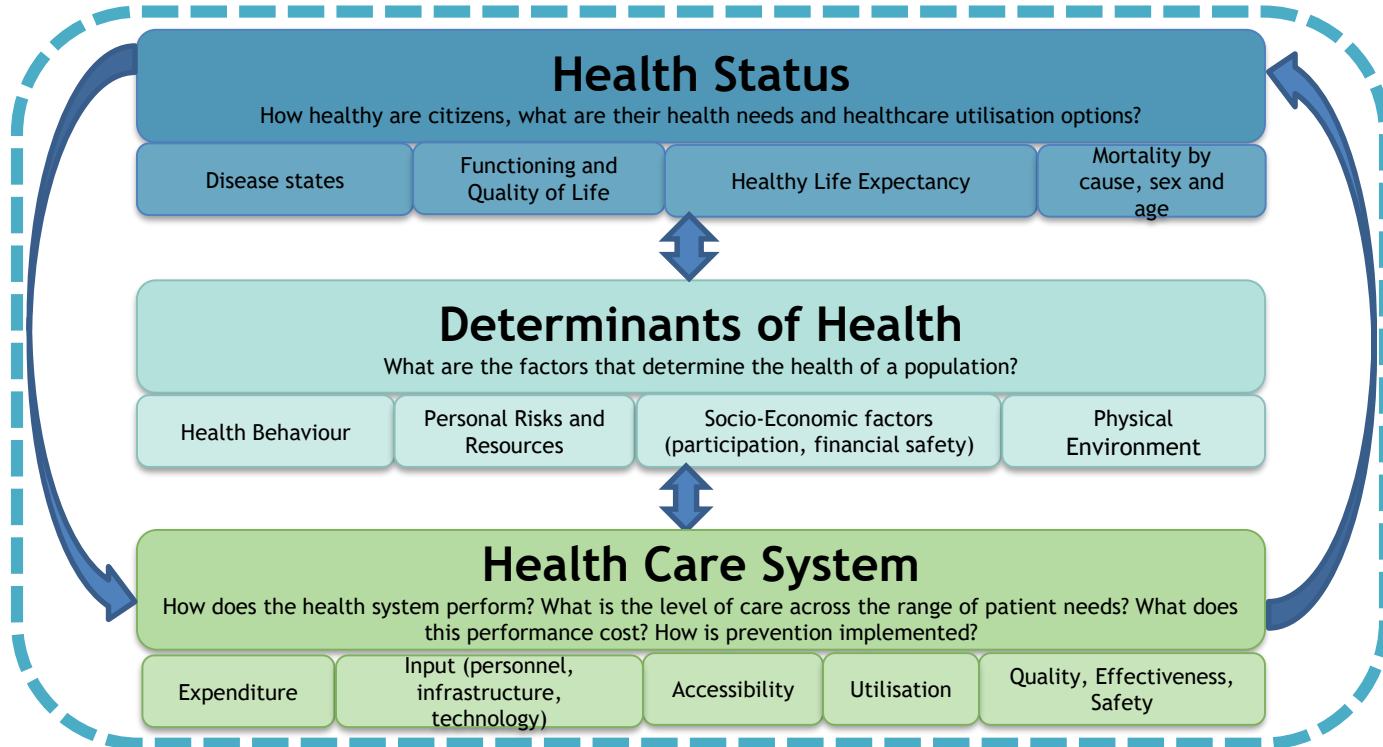 Health Status
How healthy are citizens, what are their health needs and healthcare utilisation options?
Disease states
Functioning and
Quality of Life
Healthy Life Expectancy
Mortality by
cause, sex and
age
Determinants of Health
What are the factors that determine the health of a population?
Health Behaviour
Personal Risks and
Resources
Socio-Economic factors
(participation, financial safety)
Physical
Environment
Health Care System
How does the health system perform? What is the level of care across the range of patient needs? What does
this performance cost? How is prevention implemented?
Expenditure
Input (personnel,
infrastructure,
technology)
Accessibility
Utilisation
Quality, Effectiveness,
Safety